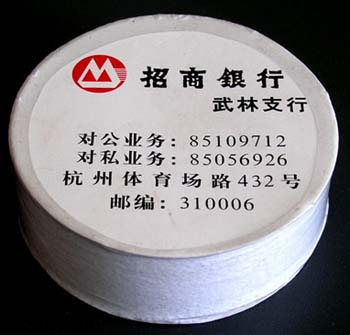 招商銀行
武林支行
对公业务：85109712
对私业务：85056926
杭州体育场路432号
邮编：310006